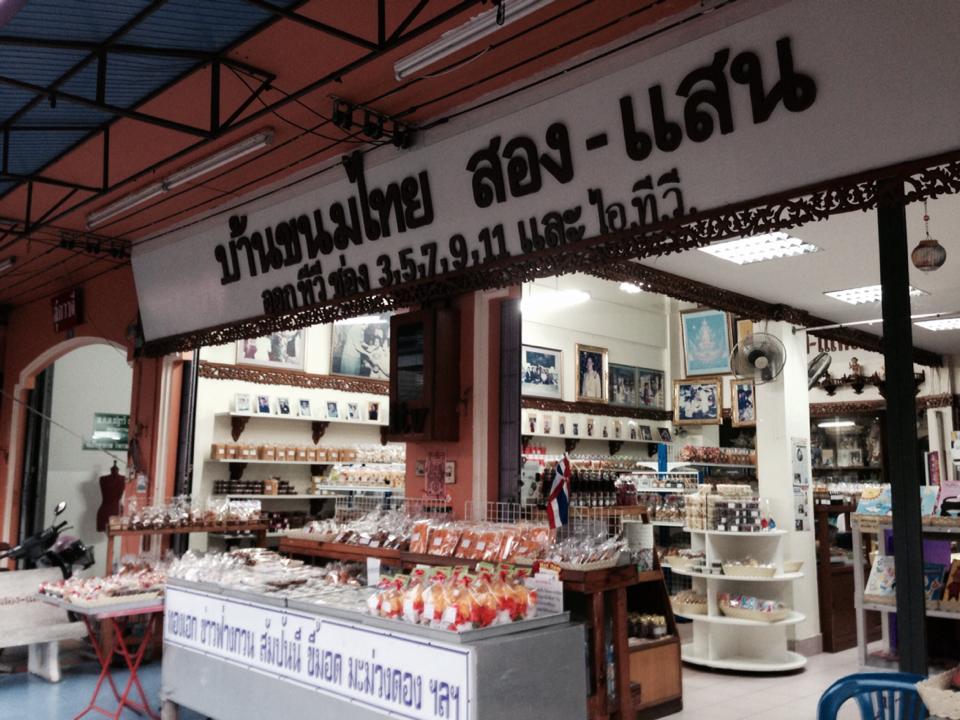 บ้านขนมไทย สอง - แสน
ออก ทีวี ช่อง 3,5,7,9,11 และ ไอ.ที.วี.
ทองเอก ข้าวฟ่างกวน สัมปันนี ขี้มอด มะม่วงดอง ฯลฯ